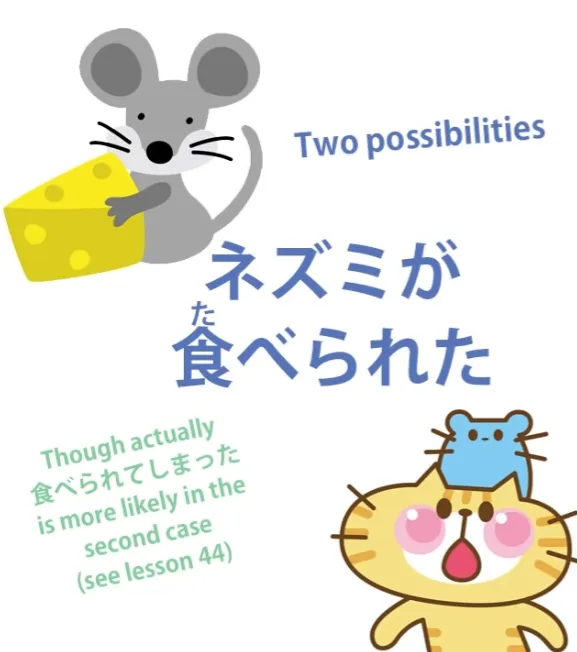 Two possibilities
ネズミが
た
食べられた
Though actually
食べられてしまった
is more likely in the
second case
(see lesson 44)